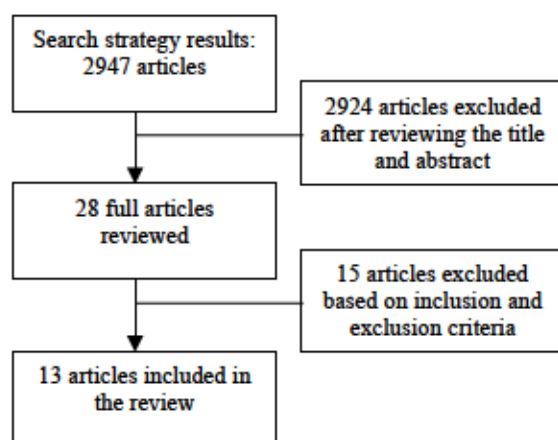 Search strategy results:
2947 articles
2924 articles excluded
after reviewing the title
and abstract
28 full articles
reviewed
15 articles excluded
based on inclusion and
exclusion criteria
13 articles included in
the review